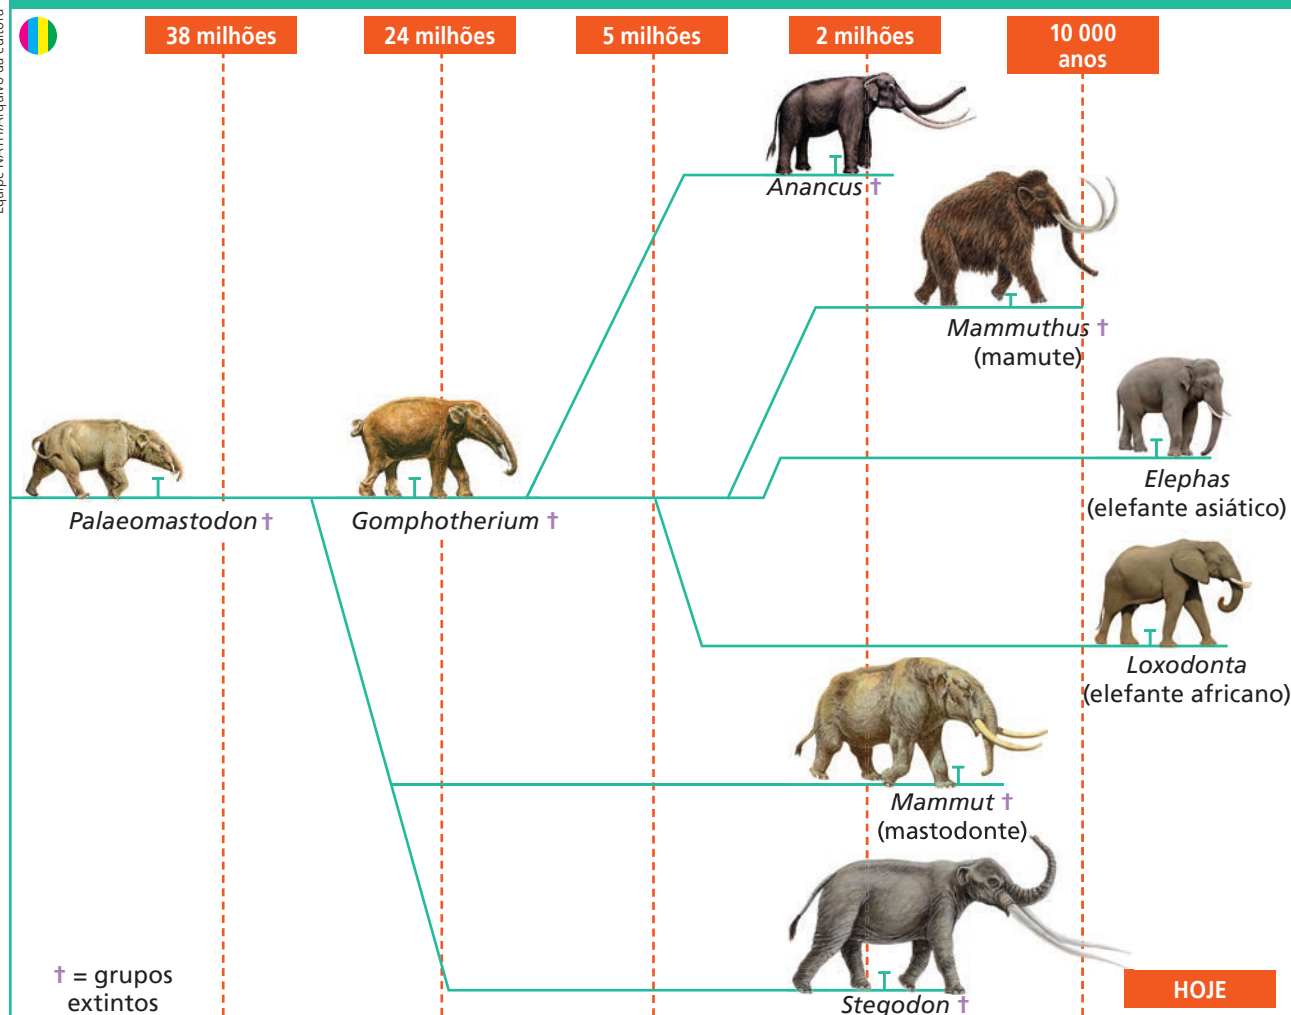 38 milhões
24 milhões
5 milhões
2 milhões
10 000
anos
Anancus †
Mammuthus †
(mamute)
Elephas
(elefante asiático)
Palaeomastodon †
Gomphotherium †
Loxodonta
(elefante africano)
Mammut †
(mastodonte)
† = grupos
extintos
HOJE
Stegodon †